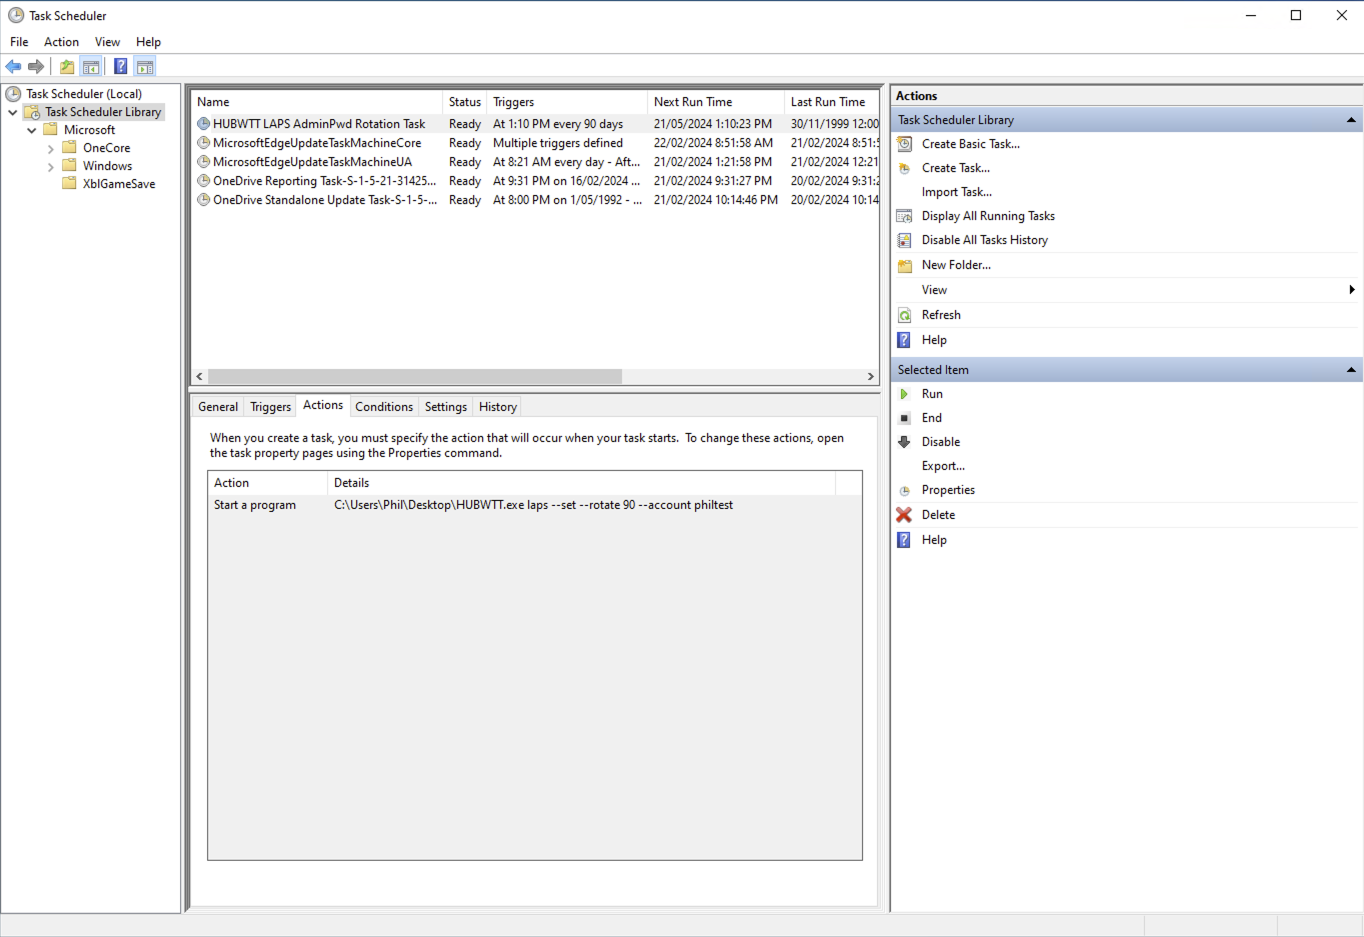 Task Scheduler
File Action View Help
Task Scheduler (Local)
Task Scheduler Library
Microsoft
OneCore
Windows
XblGameSave
Name Status Triggers Next Run Time Last Run Time
HUBWTT LAPS AdminPwd Rotation Task Ready At 1:10 PM every 90 days 21/05/2024 1:10:23 PM 30/11/1999 12:00
MicrosoftEdgeUpdateTaskMachineCore Ready Multiple triggers defined 22/02/2024 8:51:58 AM 21/02/2024 8:51:5
MicrosoftEdgeUpdateTaskMachineUA Ready At 8:21 AM every day - Aft... 21/02/2024 1:21:58 PM 21/02/2024 12:21
OneDrive Reporting Task-S-1-5-21-31425... Ready At 9:31 PM on 16/02/2024 ... 21/02/2024 9:31:27 PM 20/02/2024 9:31:2
OneDrive Standalone Update Task-S-1-5-... Ready At 8:00 PM on 1/05/1992 - ... 21/02/2024 10:14:46 PM 20/02/2024 10:14
General Triggers Actions Conditions Settings History
When you create a task, you must specify the action that will occur when your task starts. To change these actions, open
the task property pages using the Properties command.
Action Details
Start a program C:\Users\Phil\Desktop\HUBWTT.exe laps --set --rotate 90 --account philtest
Actions
Task Scheduler Library
Create Basic Task...
Create Task...
Import Task...
Display All Running Tasks
Disable All Tasks History
New Folder...
View
Refresh
Help
Selected Item
Run
End
Disable
Export...
Properties
Delete
Help